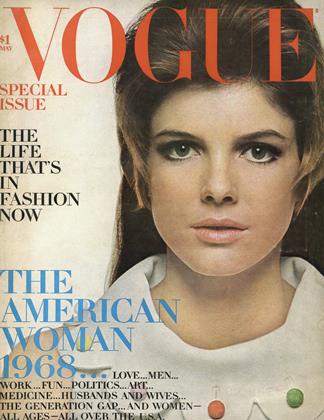 $1
MAY
VOGUE
SPECIAL
ISSUE
THE
LIFE
THAT'S
IN
FASHION
NOW
THE
AMERICAN
WOMAN
1968... LOVE...MEN...
WORK...FUN...POLITICS...ART...
MEDICINE...HUSBANDS AND WIVES...
THE GENERATION GAP...AND WOMEN—
ALL AGES—ALL OVER THE U.S.A.